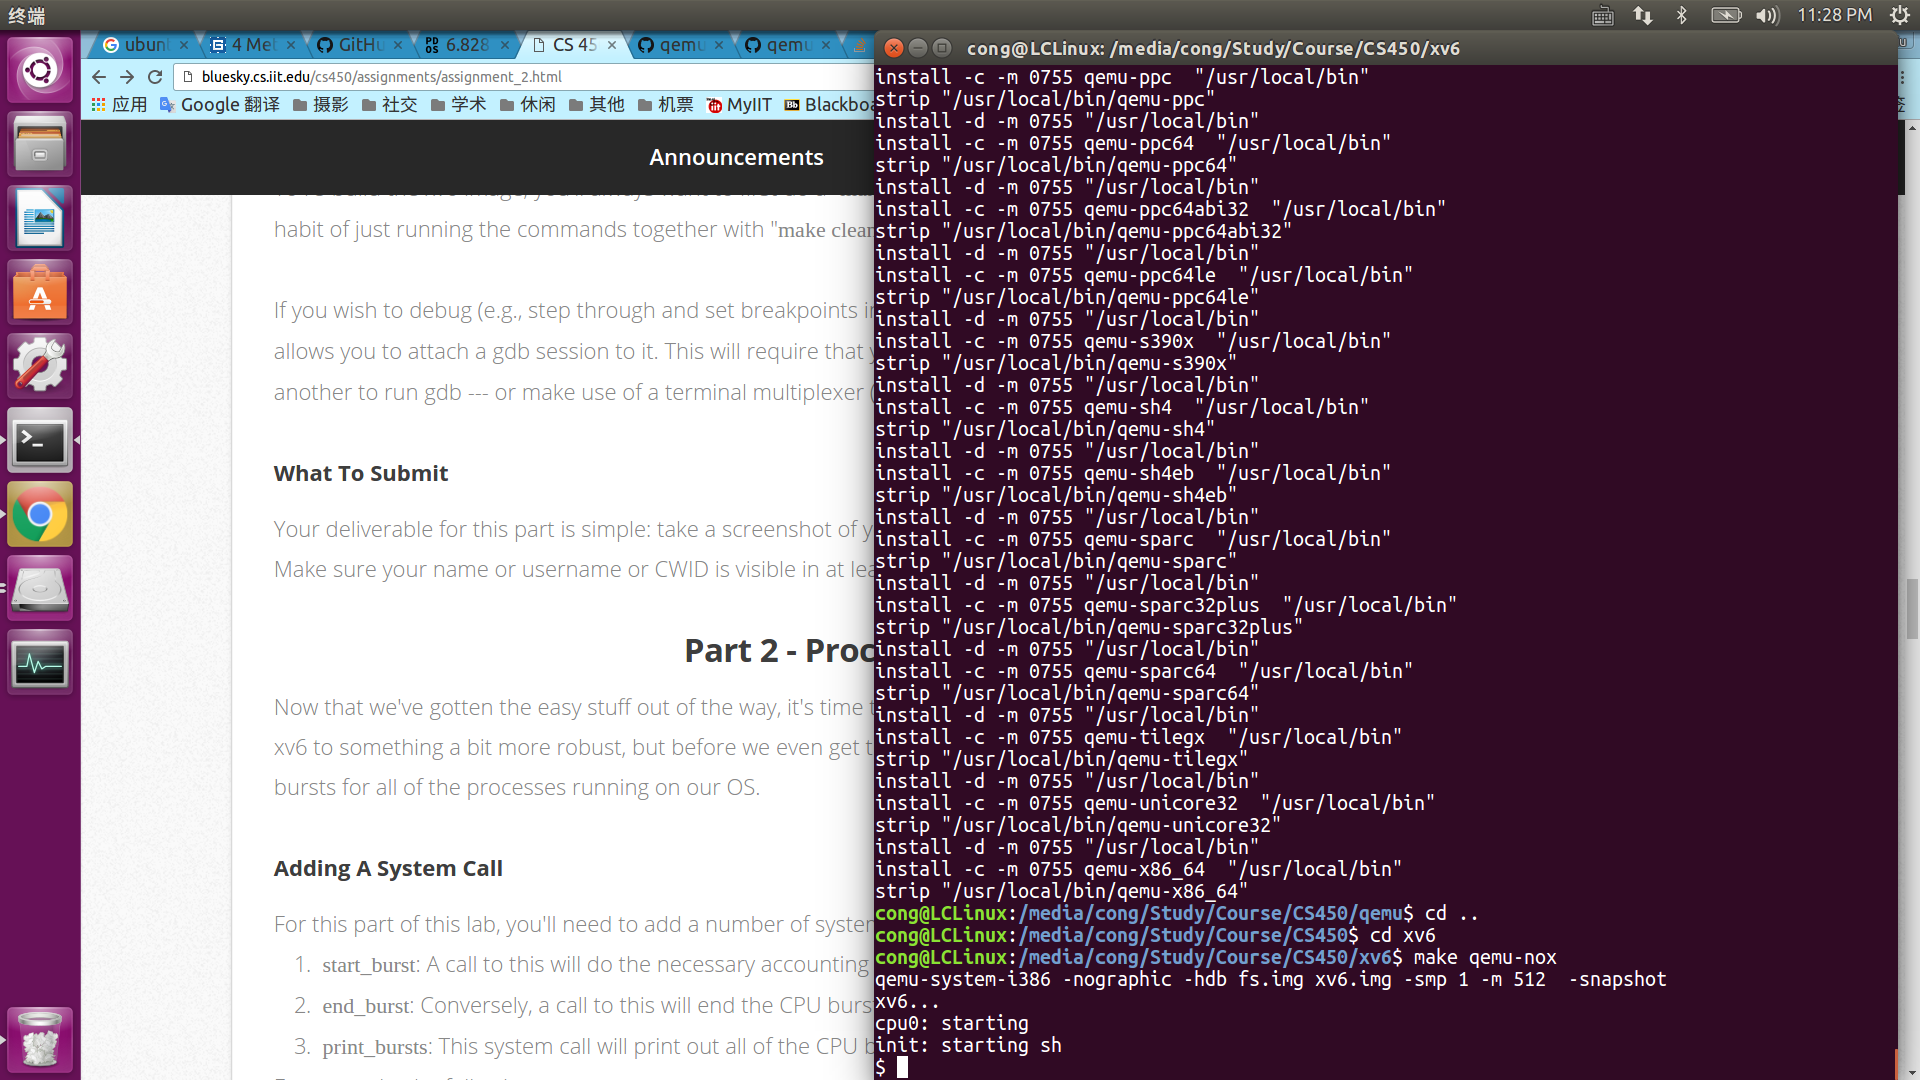 终端
11:28 PM
ubun
4 Mel
GitHu
6.828
CS 45
qemu
qemu
cong@LCLinux: /media/cong/Study/Course/CS450/xv6
bluesky.cs.iit.edu/cs450/assignments/assignment_2.html
应用 Google 翻译 摄影 社交 学术 休闲 其他 机票 MyIIT Blackboa
Announcements
habit of just running the commands together with "make clean
If you wish to debug (e.g., step through and set breakpoints in
allows you to attach a gdb session to it. This will require that y
another to run gdb --- or make use of a terminal multiplexer (
What To Submit
Your deliverable for this part is simple: take a screenshot of y
Make sure your name or username or CWID is visible in at lea
Part 2 - Proc
Now that we've gotten the easy stuff out of the way, it's time t
xv6 to something a bit more robust, but before we even get t
bursts for all of the processes running on our OS.
Adding A System Call
For this part of this lab, you'll need to add a number of system
1. start_burst: A call to this will do the necessary accounting
2. end_burst: Conversely, a call to this will end the CPU burs
3. print_bursts: This system call will print out all of the CPU b
install -c -m 0755 qemu-ppc "/usr/local/bin"
strip "/usr/local/bin/qemu-ppc"
install -d -m 0755 "/usr/local/bin"
install -c -m 0755 qemu-ppc64 "/usr/local/bin"
strip "/usr/local/bin/qemu-ppc64"
install -d -m 0755 "/usr/local/bin"
install -c -m 0755 qemu-ppc64abi32 "/usr/local/bin"
strip "/usr/local/bin/qemu-ppc64abi32"
install -d -m 0755 "/usr/local/bin"
install -c -m 0755 qemu-ppc64le "/usr/local/bin"
strip "/usr/local/bin/qemu-ppc64le"
install -d -m 0755 "/usr/local/bin"
install -c -m 0755 qemu-s390x "/usr/local/bin"
strip "/usr/local/bin/qemu-s390x"
install -d -m 0755 "/usr/local/bin"
install -c -m 0755 qemu-sh4 "/usr/local/bin"
strip "/usr/local/bin/qemu-sh4"
install -d -m 0755 "/usr/local/bin"
install -c -m 0755 qemu-sh4eb "/usr/local/bin"
strip "/usr/local/bin/qemu-sh4eb"
install -d -m 0755 "/usr/local/bin"
install -c -m 0755 qemu-sparc "/usr/local/bin"
strip "/usr/local/bin/qemu-sparc"
install -d -m 0755 "/usr/local/bin"
install -c -m 0755 qemu-sparc32plus "/usr/local/bin"
strip "/usr/local/bin/qemu-sparc32plus"
install -d -m 0755 "/usr/local/bin"
install -c -m 0755 qemu-sparc64 "/usr/local/bin"
strip "/usr/local/bin/qemu-sparc64"
install -d -m 0755 "/usr/local/bin"
install -c -m 0755 qemu-tilegx "/usr/local/bin"
strip "/usr/local/bin/qemu-tilegx"
install -d -m 0755 "/usr/local/bin"
install -c -m 0755 qemu-unicore32 "/usr/local/bin"
strip "/usr/local/bin/qemu-unicore32"
install -d -m 0755 "/usr/local/bin"
install -c -m 0755 qemu-x86_64 "/usr/local/bin"
strip "/usr/local/bin/qemu-x86_64"
cong@LCLinux:/media/cong/Study/Course/CS450/qemu$ cd ..
cong@LCLinux:/media/cong/Study/Course/CS450$ cd xv6
cong@LCLinux:/media/cong/Study/Course/CS450/xv6$ make qemu-nox
qemu-system-i386 -nographic -hdb fs.img xv6.img -smp 1 -m 512 -snapshot
xv6...
cpu0: starting
init: starting sh
$